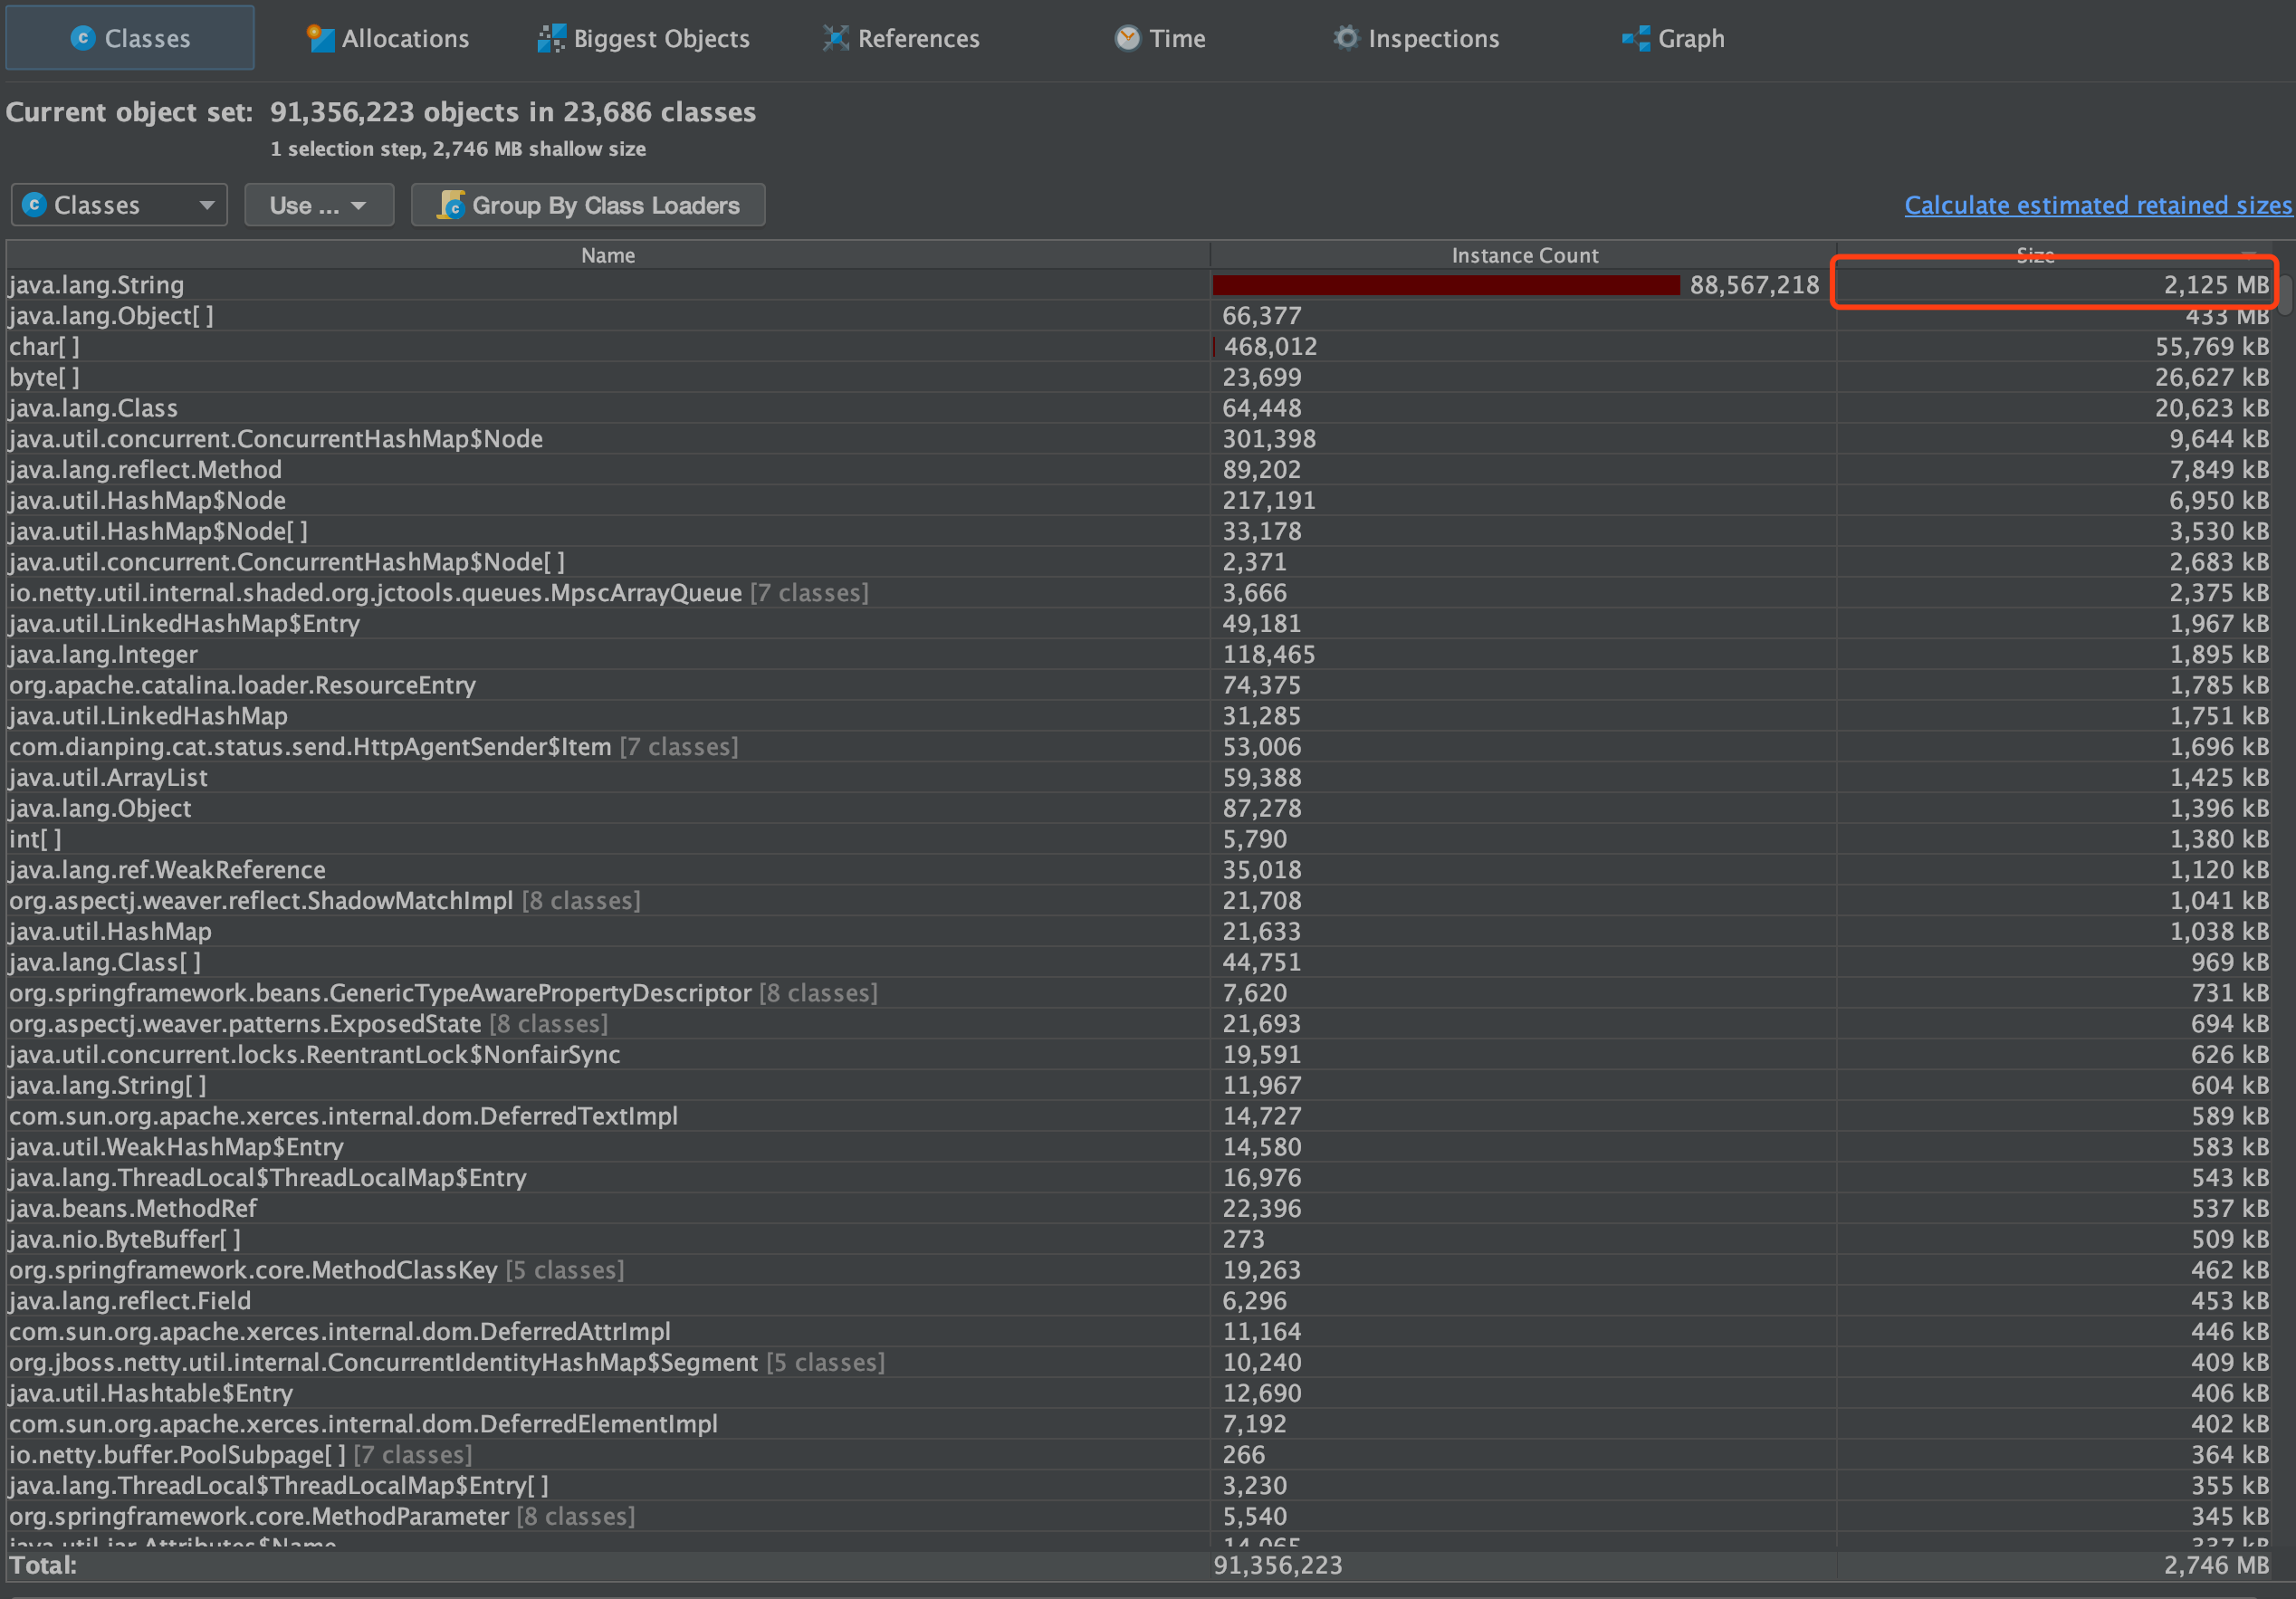 Classes Allocations Biggest Objects References Time Inspections Graph
Current object set: 91,356,223 objects in 23,686 classes
1 selection step, 2,746 MB shallow size
Classes Use ... Group By Class Loaders Calculate estimated retained sizes
Name Instance Count Size
java.lang.String 88,567,218 2,125 MB
java.lang.Object[ ] 66,377 433 MB
char[ ] 468,012 55,769 kB
byte[ ] 23,699 26,627 kB
java.lang.Class 64,448 20,623 kB
java.util.concurrent.ConcurrentHashMap$Node 301,398 9,644 kB
java.lang.reflect.Method 89,202 7,849 kB
java.util.HashMap$Node 217,191 6,950 kB
java.util.HashMap$Node[ ] 33,178 3,530 kB
java.util.concurrent.ConcurrentHashMap$Node[ ] 2,371 2,683 kB
io.netty.util.internal.shaded.org.jctools.queues.MpscArrayQueue [7 classes] 3,666 2,375 kB
java.util.LinkedHashMap$Entry 49,181 1,967 kB
java.lang.Integer 118,465 1,895 kB
org.apache.catalina.loader.ResourceEntry 74,375 1,785 kB
java.util.LinkedHashMap 31,285 1,751 kB
com.dianping.cat.status.send.HttpAgentSender$Item [7 classes] 53,006 1,696 kB
java.util.ArrayList 59,388 1,425 kB
java.lang.Object 87,278 1,396 kB
int[ ] 5,790 1,380 kB
java.lang.ref.WeakReference 35,018 1,120 kB
org.aspectj.weaver.reflect.ShadowMatchImpl [8 classes] 21,708 1,041 kB
java.util.HashMap 21,633 1,038 kB
java.lang.Class[ ] 44,751 969 kB
org.springframework.beans.GenericTypeAwarePropertyDescriptor [8 classes] 7,620 731 kB
org.aspectj.weaver.patterns.ExposedState [8 classes] 21,693 694 kB
java.util.concurrent.locks.ReentrantLock$NonfairSync 19,591 626 kB
java.lang.String[ ] 11,967 604 kB
com.sun.org.apache.xerces.internal.dom.DeferredTextImpl 14,727 589 kB
java.util.WeakHashMap$Entry 14,580 583 kB
java.lang.ThreadLocal$ThreadLocalMap$Entry 16,976 543 kB
java.beans.MethodRef 22,396 537 kB
java.nio.ByteBuffer[ ] 273 509 kB
org.springframework.core.MethodClassKey [5 classes] 19,263 462 kB
java.lang.reflect.Field 6,296 453 kB
com.sun.org.apache.xerces.internal.dom.DeferredAttrImpl 11,164 446 kB
org.jboss.netty.util.internal.ConcurrentIdentityHashMap$Segment [5 classes] 10,240 409 kB
java.util.Hashtable$Entry 12,690 406 kB
com.sun.org.apache.xerces.internal.dom.DeferredElementImpl 7,192 402 kB
io.netty.buffer.PoolSubpage[ ] [7 classes] 266 364 kB
java.lang.ThreadLocal$ThreadLocalMap$Entry[ ] 3,230 355 kB
org.springframework.core.MethodParameter [8 classes] 5,540 345 kB
java.util.jar.Attributes$Name 14,065 337 kB
Total: 91,356,223 2,746 MB